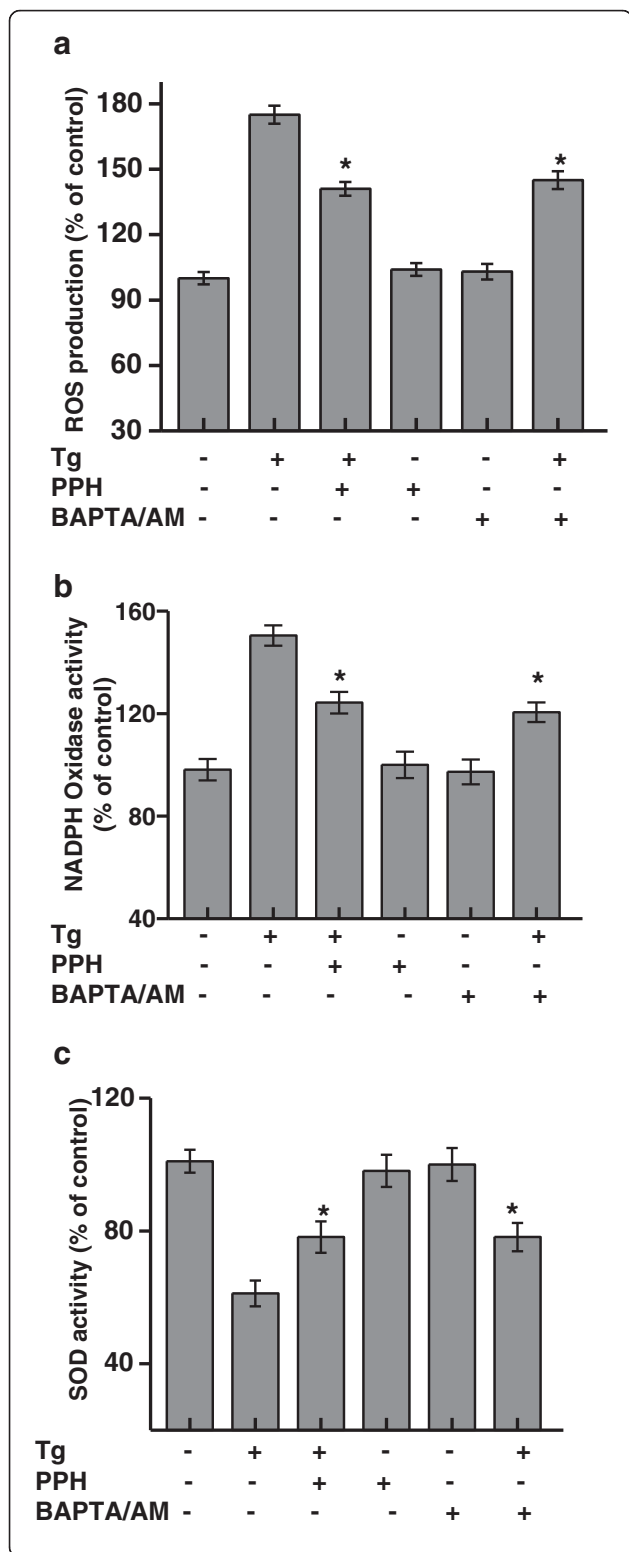 a
ROS production (% of control)
180
150
120
90
60
30
* *
Tg - + + - - +
PPH - - + + - -
BAPTA/AM - - - - + +
b
NADPH Oxidase activity
(% of control)
160
120
80
40
* *
Tg - + + - - +
PPH - - + + - -
BAPTA/AM - - - - + +
c
SOD activity (% of control)
120
80
40
* *
Tg - + + - - +
PPH - - + + - -
BAPTA/AM - - - - + +